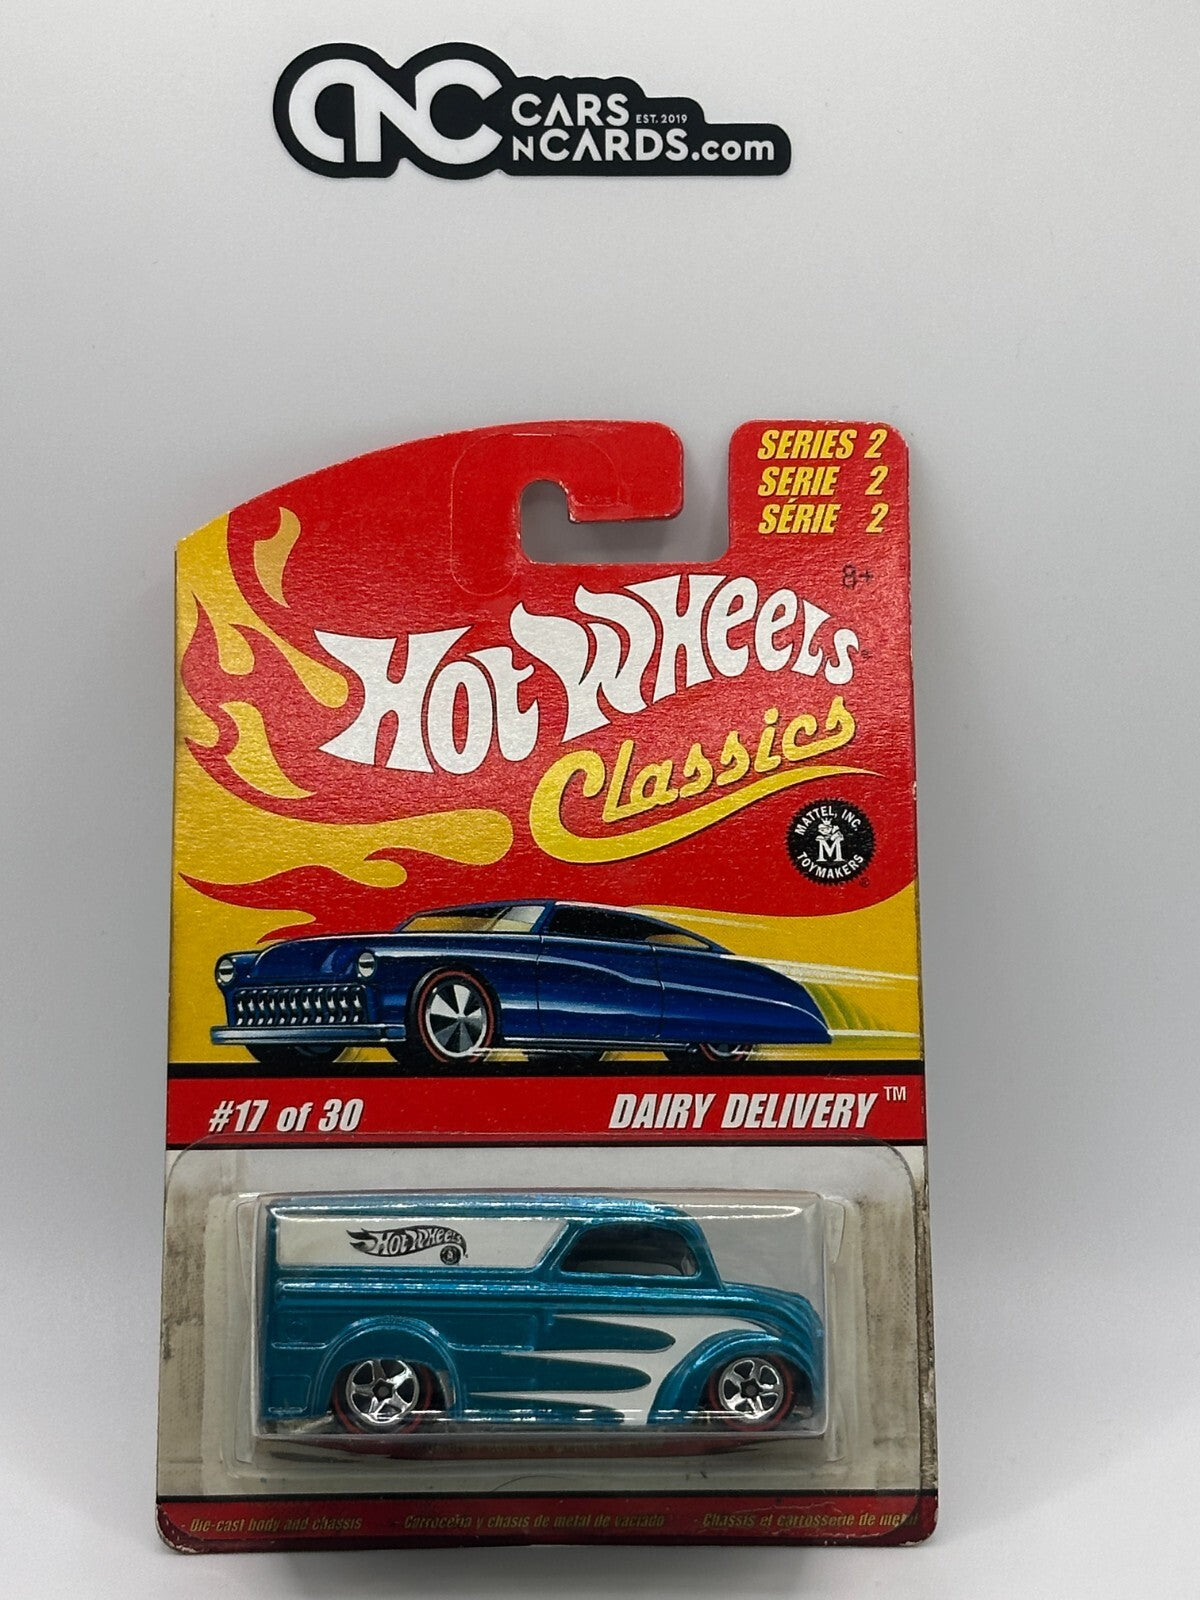 CNC CARS EST. 2019
N CARDS.com
SERIES 2
SERIE 2
SÉRIE 2
8+
HOT WHEELS
Classics
MATTEL, INC.
M
TOYMAKERS
®
#17 of 30 DAIRY DELIVERY™
HOT WHEELS
- Die-cast body and chassis - Carrocería y chasis de metal de vaciado - Châssis et carrosserie de métal